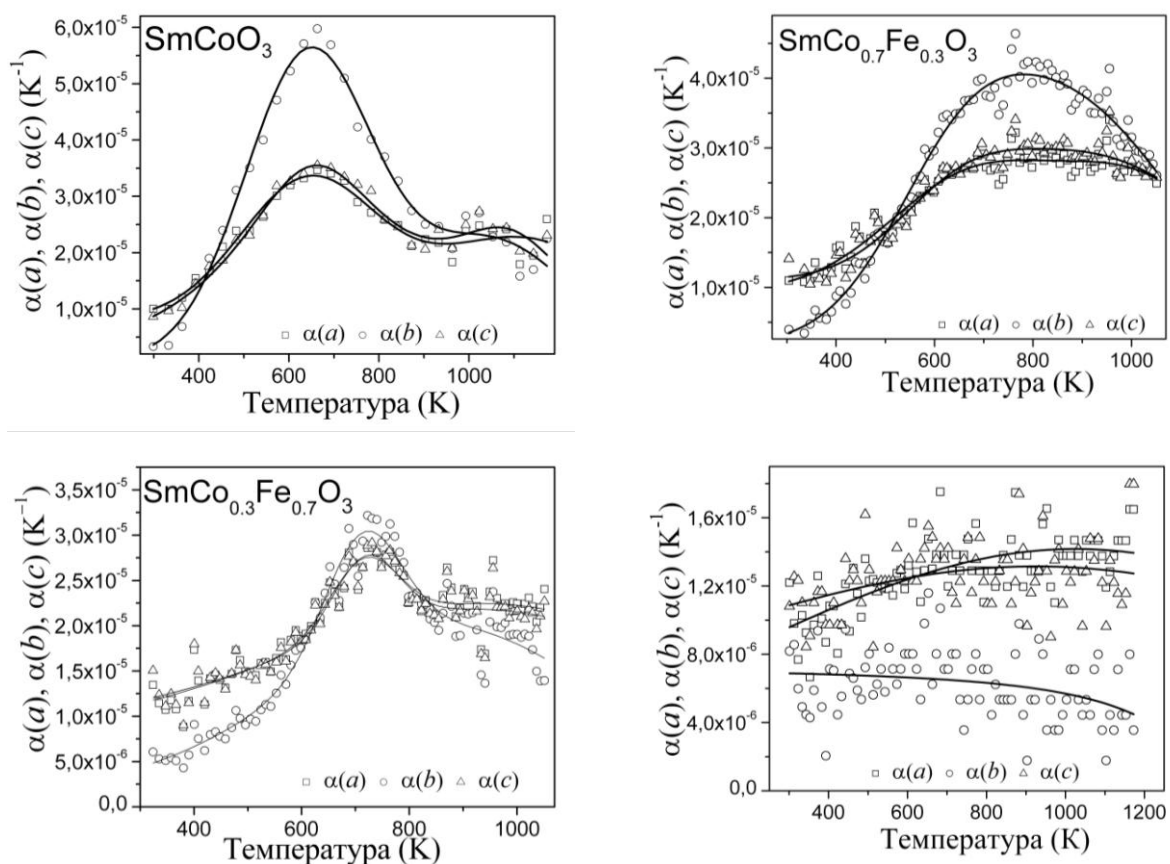 SmCoO₃
α(a), α(b), α(c) (K⁻¹)
6,0x10⁻⁵
5,0x10⁻⁵
4,0x10⁻⁵
3,0x10⁻⁵
2,0x10⁻⁵
1,0x10⁻⁵
α(a) α(b) α(c)
400 600 800 1000
Температура (K)
SmCo₀.₇Fe₀.₃O₃
α(a), α(b), α(c) (K⁻¹)
4,0x10⁻⁵
3,0x10⁻⁵
2,0x10⁻⁵
1,0x10⁻⁵
α(a) α(b) α(c)
400 600 800 1000
Температура (K)
SmCo₀.₃Fe₀.₇O₃
α(a), α(b), α(c) (K⁻¹)
3,5x10⁻⁵
3,0x10⁻⁵
2,5x10⁻⁵
2,0x10⁻⁵
1,5x10⁻⁵
1,0x10⁻⁵
5,0x10⁻⁶
0,0
α(a) α(b) α(c)
400 600 800 1000
Температура (K)
α(a), α(b), α(c) (K⁻¹)
1,6x10⁻⁵
1,2x10⁻⁵
8,0x10⁻⁶
4,0x10⁻⁶
0,0
α(a) α(b) α(c)
400 600 800 1000 1200
Температура (K)